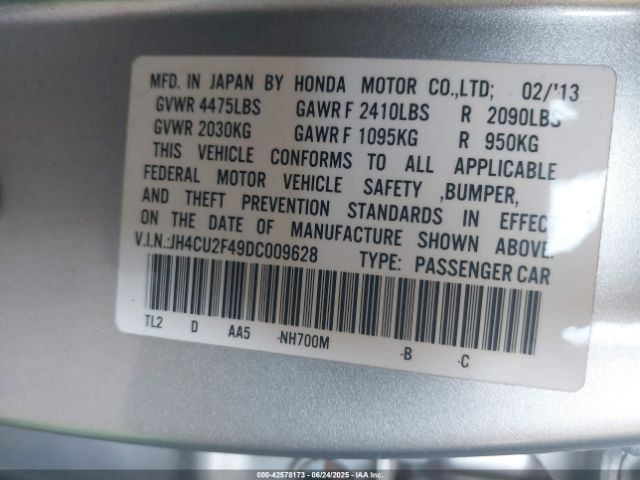 MFD. IN JAPAN BY HONDA MOTOR CO.,LTD; 02/'13
GVWR 4475LBS GAWR F 2410LBS R 2090LBS
GVWR 2030KG GAWR F 1095KG R 950KG
THIS VEHICLE CONFORMS TO ALL APPLICABLE
FEDERAL MOTOR VEHICLE SAFETY ,BUMPER,
AND THEFT PREVENTION STANDARDS IN EFFECT
ON THE DATE OF MANUFACTURE SHOWN ABOVE.
V.I.N.:JH4CU2F49DC009628 TYPE: PASSENGER CAR
TL2 D AA5 -NH700M -B -C
000-42578173 - 06/24/2025 - IAA Inc.